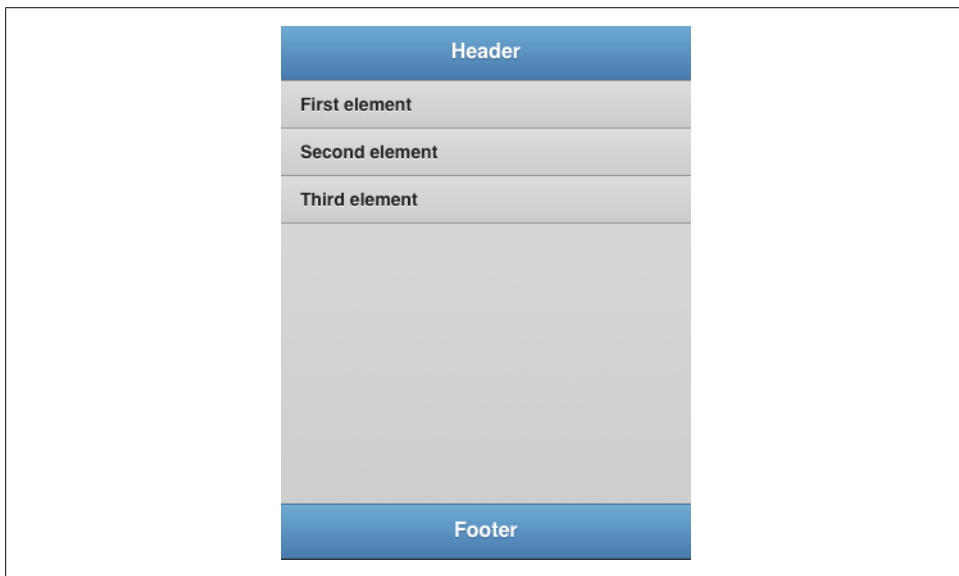 Header
First element
Second element
Third element
Footer